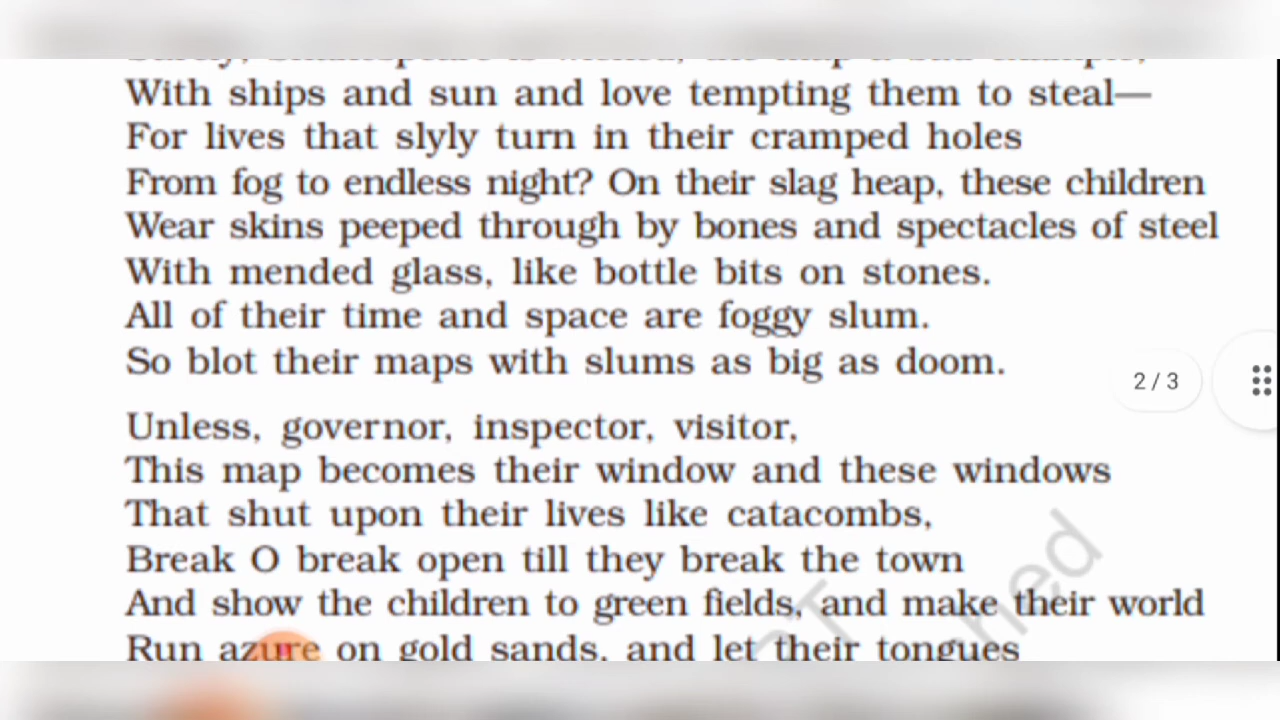 With ships and sun and love tempting them to steal—
For lives that slyly turn in their cramped holes
From fog to endless night? On their slag heap, these children
Wear skins peeped through by bones and spectacles of steel
With mended glass, like bottle bits on stones.
All of their time and space are foggy slum.
So blot their maps with slums as big as doom.
2 / 3
Unless, governor, inspector, visitor,
This map becomes their window and these windows
That shut upon their lives like catacombs,
Break O break open till they break the town
And show the children to green fields, and make their world
Run azure on gold sands, and let their tongues